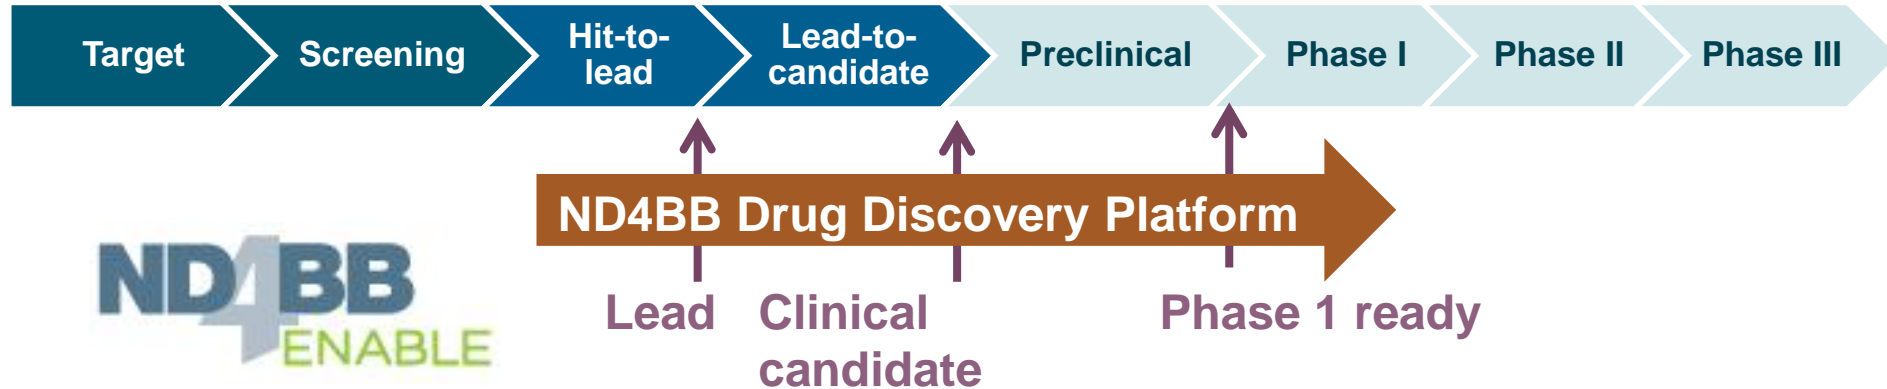 Target
Screening
Hit-to-
lead
Lead-to-
candidate
Preclinical
Phase I
Phase II
Phase III
ND4BB Drug Discovery Platform
ND4BB
ENABLE
Lead
Clinical
candidate
Phase 1 ready